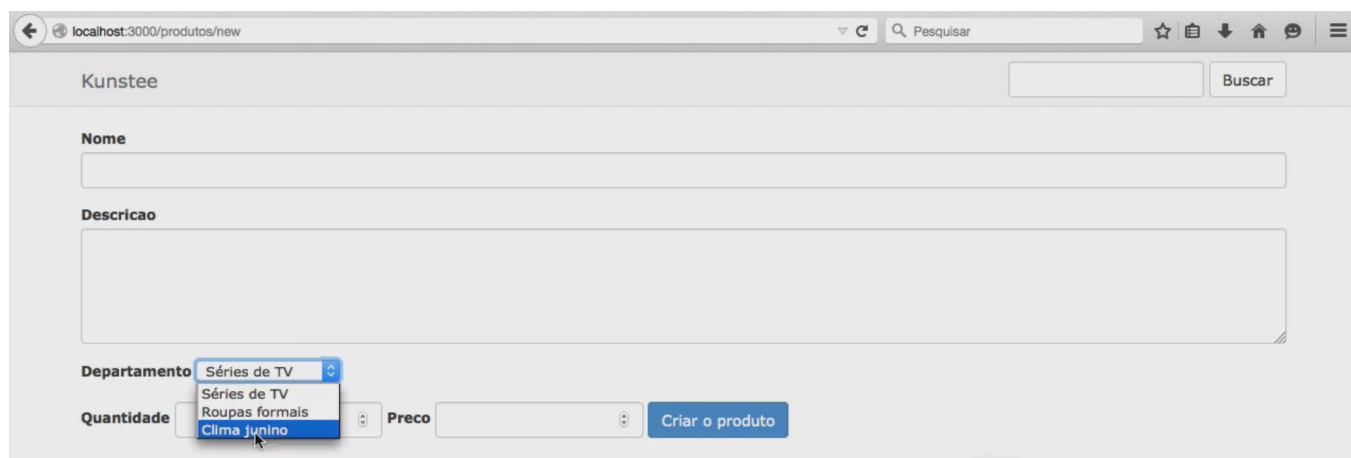 localhost:3000/produtos/new Pesquisar
Kunstee Buscar
Nome
Descricao
Departamento Séries de TV
Séries de TV
Roupas formais
Quantidade Preco Criar o produto
Clima junino